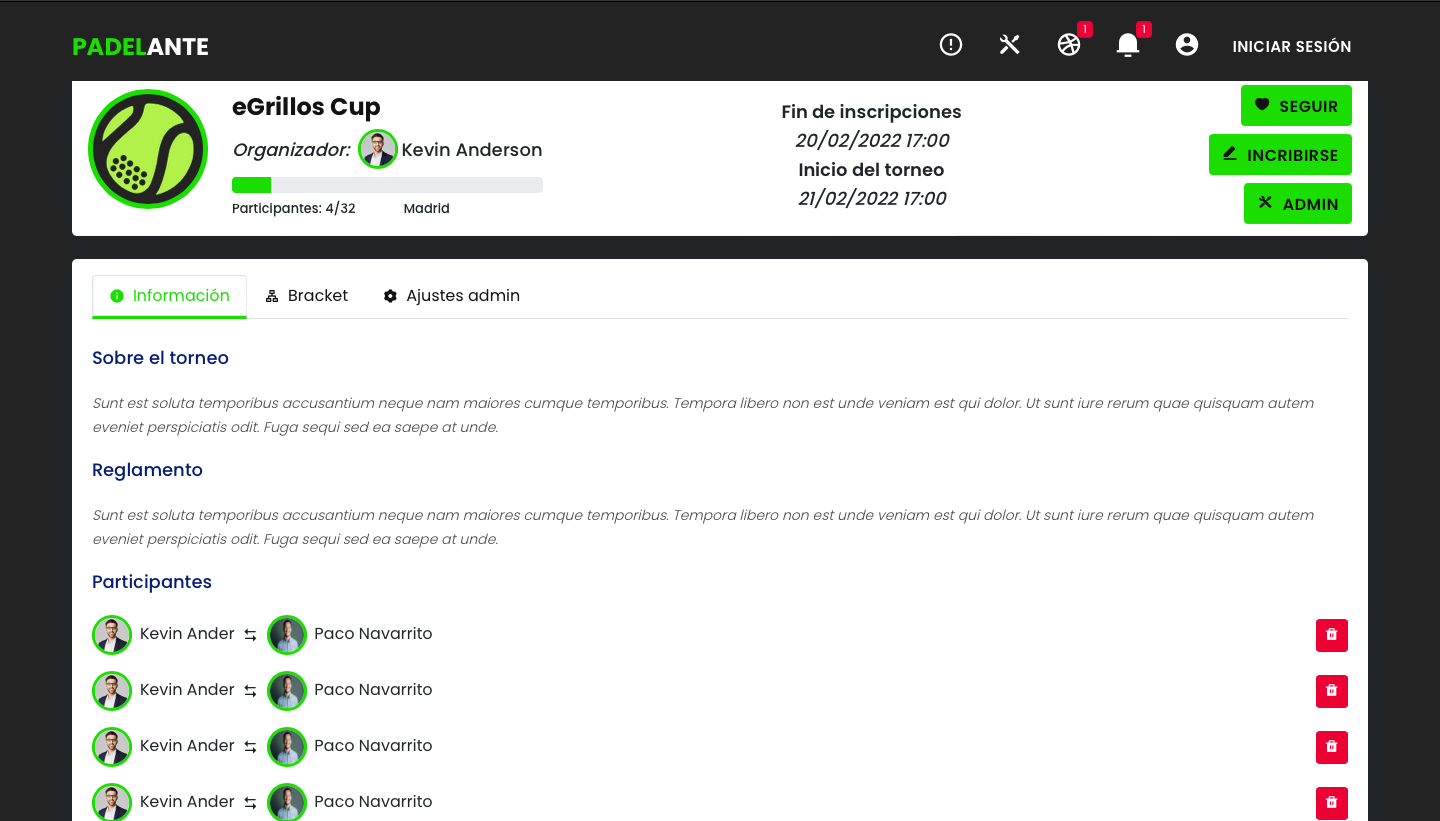 PADELANTE
1
1
INICIAR SESIÓN
eGrillos Cup
Organizador: Kevin Anderson
Participantes: 4/32 Madrid
Fin de inscripciones
20/02/2022 17:00
Inicio del torneo
21/02/2022 17:00
SEGUIR
INCRIBIRSE
ADMIN
Información Bracket Ajustes admin
Sobre el torneo
Sunt est soluta temporibus accusantium neque nam maiores cumque temporibus. Tempora libero non est unde veniam est qui dolor. Ut sunt iure rerum quae quisquam autem
eveniet perspiciatis odit. Fuga sequi sed ea saepe at unde.
Reglamento
Sunt est soluta temporibus accusantium neque nam maiores cumque temporibus. Tempora libero non est unde veniam est qui dolor. Ut sunt iure rerum quae quisquam autem
eveniet perspiciatis odit. Fuga sequi sed ea saepe at unde.
Participantes
Kevin Ander Paco Navarrito
Kevin Ander Paco Navarrito
Kevin Ander Paco Navarrito
Kevin Ander Paco Navarrito